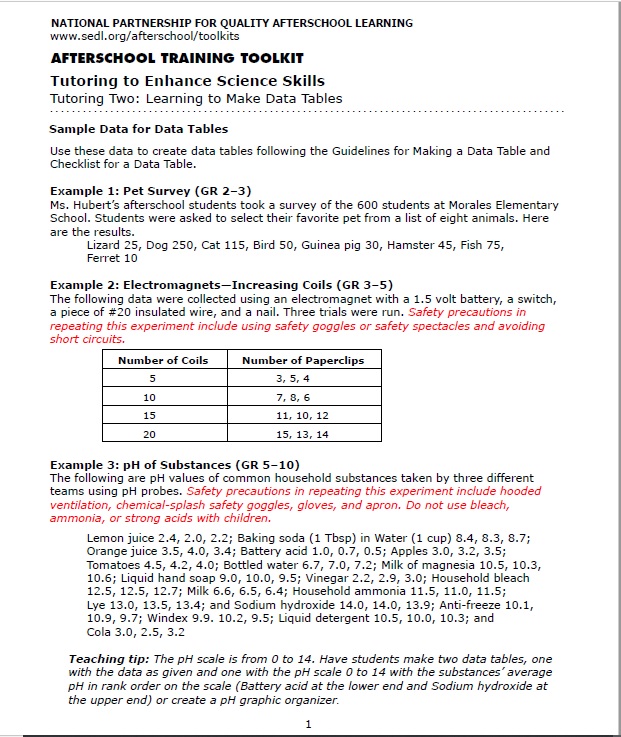 NATIONAL PARTNERSHIP FOR QUALITY AFTERSCHOOL LEARNING
www.sedl.org/afterschool/toolkits
AFTERSCHOOL TRAINING TOOLKIT
Tutoring to Enhance Science Skills
Tutoring Two: Learning to Make Data Tables
Sample Data for Data Tables
Use these data to create data tables following the Guidelines for Making a Data Table and
Checklist for a Data Table.
Example 1: Pet Survey (GR 2–3)
Ms. Hubert’s afterschool students took a survey of the 600 students at Morales Elementary
School. Students were asked to select their favorite pet from a list of eight animals. Here
are the results.
Lizard 25, Dog 250, Cat 115, Bird 50, Guinea pig 30, Hamster 45, Fish 75,
Ferret 10
Example 2: Electromagnets—Increasing Coils (GR 3–5)
The following data were collected using an electromagnet with a 1.5 volt battery, a switch,
a piece of #20 insulated wire, and a nail. Three trials were run. Safety precautions in
repeating this experiment include using safety goggles or safety spectacles and avoiding
short circuits.
Number of Coils Number of Paperclips
5 3, 5, 4
10 7, 8, 6
15 11, 10, 12
20 15, 13, 14
Example 3: pH of Substances (GR 5–10)
The following are pH values of common household substances taken by three different
teams using pH probes. Safety precautions in repeating this experiment include hooded
ventilation, chemical-splash safety goggles, gloves, and apron. Do not use bleach,
ammonia, or strong acids with children.
Lemon juice 2.4, 2.0, 2.2; Baking soda (1 Tbsp) in Water (1 cup) 8.4, 8.3, 8.7;
Orange juice 3.5, 4.0, 3.4; Battery acid 1.0, 0.7, 0.5; Apples 3.0, 3.2, 3.5;
Tomatoes 4.5, 4.2, 4.0; Bottled water 6.7, 7.0, 7.2; Milk of magnesia 10.5, 10.3,
10.6; Liquid hand soap 9.0, 10.0, 9.5; Vinegar 2.2, 2.9, 3.0; Household bleach
12.5, 12.5, 12.7; Milk 6.6, 6.5, 6.4; Household ammonia 11.5, 11.0, 11.5;
Lye 13.0, 13.5, 13.4; and Sodium hydroxide 14.0, 14.0, 13.9; Anti-freeze 10.1,
10.9, 9.7; Windex 9.9. 10.2, 9.5; Liquid detergent 10.5, 10.0, 10.3; and
Cola 3.0, 2.5, 3.2
Teaching tip: The pH scale is from 0 to 14. Have students make two data tables, one
with the data as given and one with the pH scale 0 to 14 with the substances’ average
pH in rank order on the scale (Battery acid at the lower end and Sodium hydroxide at
the upper end) or create a pH graphic organizer.
1